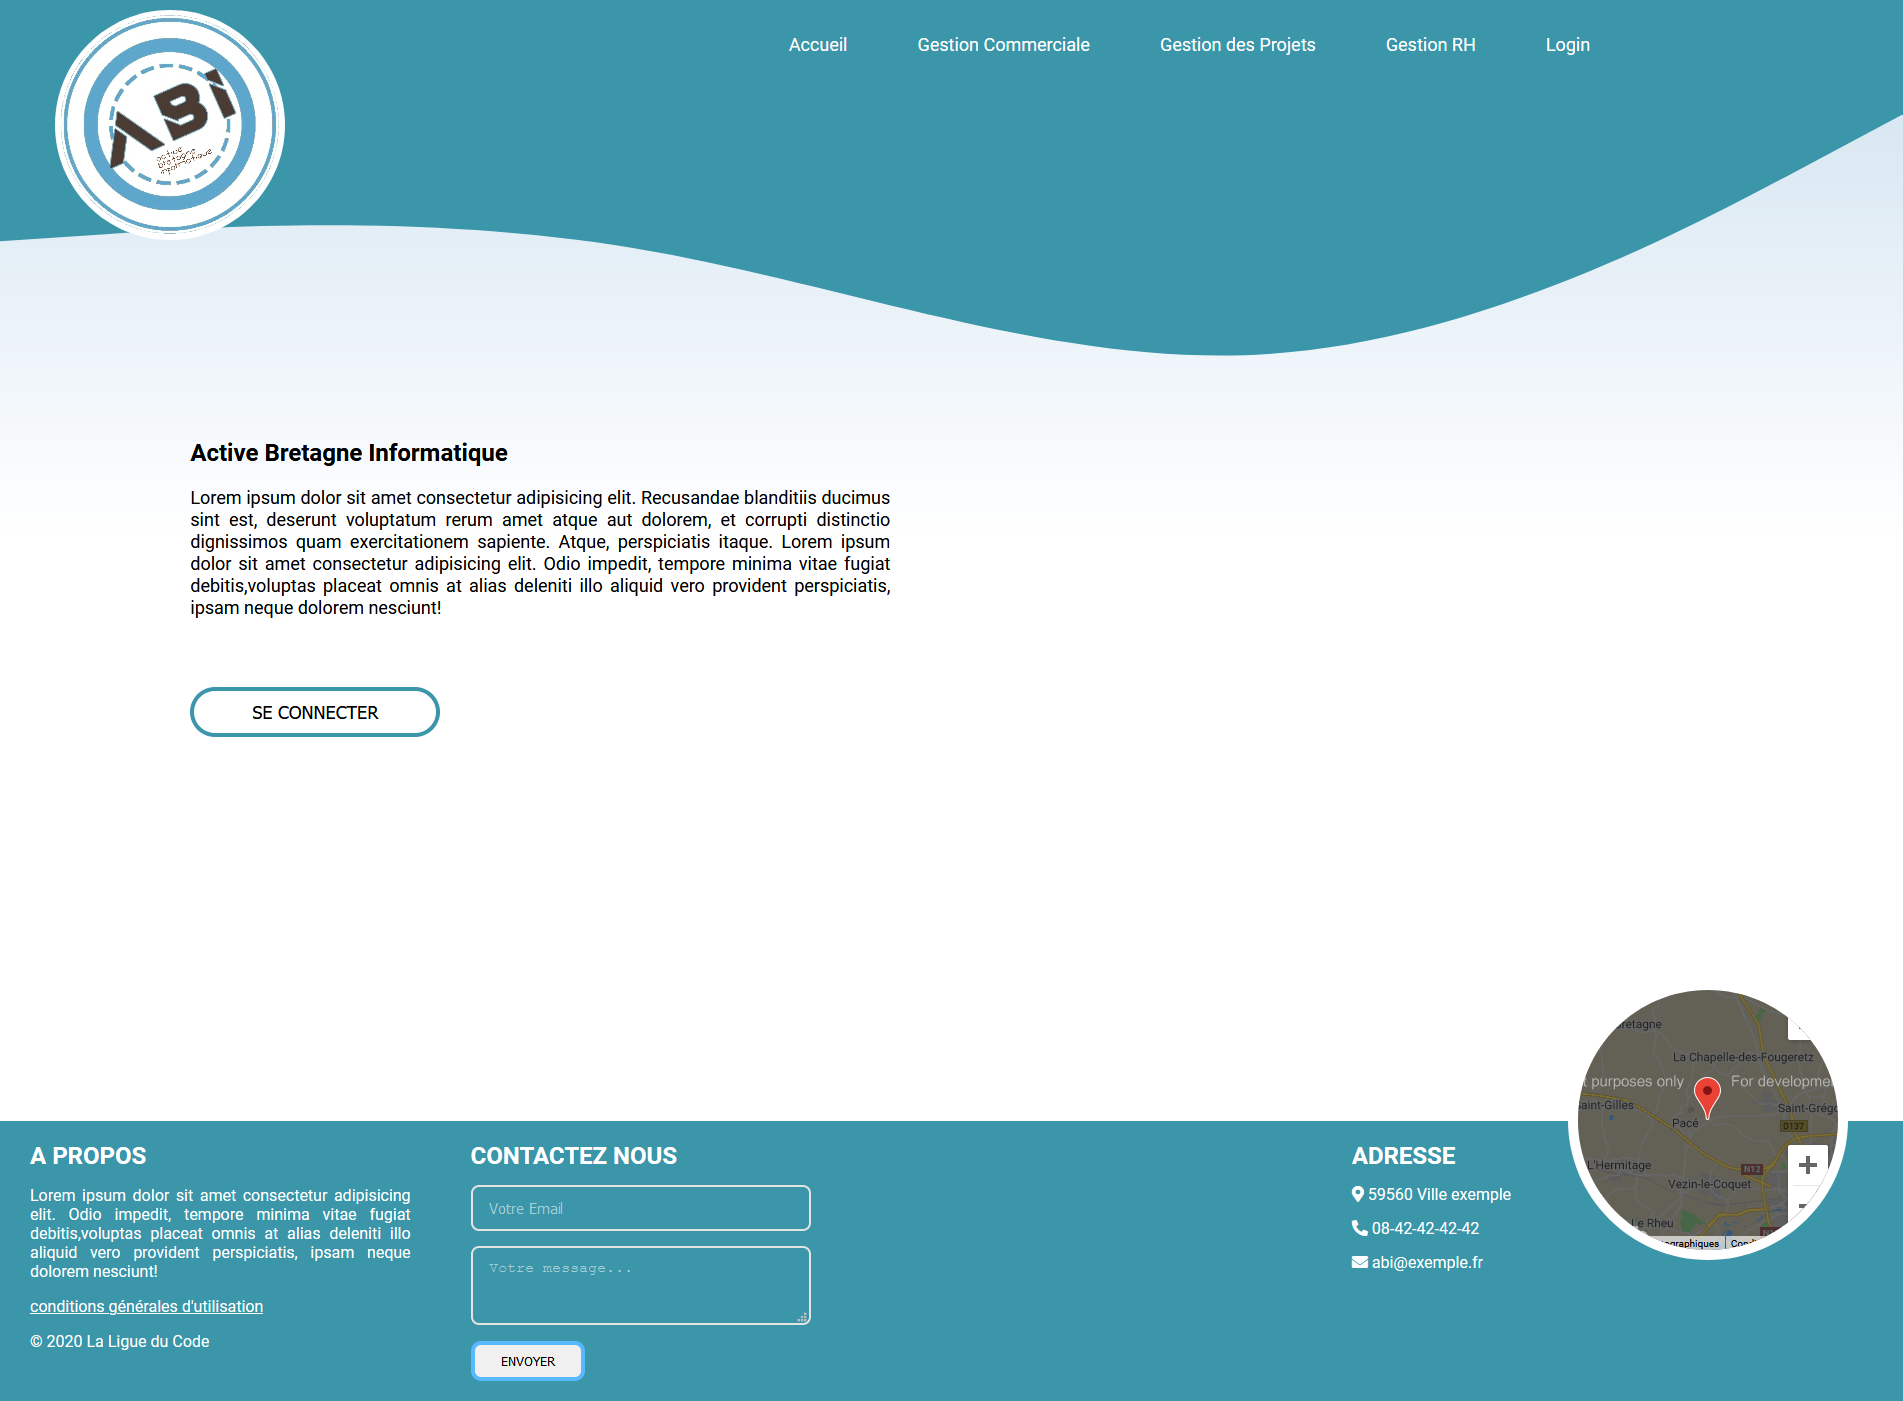 ABi
active
bretagne
informatique
Accueil Gestion Commerciale Gestion des Projets Gestion RH Login
Active Bretagne Informatique
Lorem ipsum dolor sit amet consectetur adipisicing elit. Recusandae blanditiis ducimus
sint est, deserunt voluptatum rerum amet atque aut dolorem, et corrupti distinctio
dignissimos quam exercitationem sapiente. Atque, perspiciatis itaque. Lorem ipsum
dolor sit amet consectetur adipisicing elit. Odio impedit, tempore minima vitae fugiat
debitis,voluptas placeat omnis at alias deleniti illo aliquid vero provident perspiciatis,
ipsam neque dolorem nesciunt!
SE CONNECTER
A PROPOS
Lorem ipsum dolor sit amet consectetur adipisicing
elit. Odio impedit, tempore minima vitae fugiat
debitis,voluptas placeat omnis at alias deleniti illo
aliquid vero provident perspiciatis, ipsam neque
dolorem nesciunt!
conditions générales d'utilisation
© 2020 La Ligue du Code
CONTACTEZ NOUS
Votre Email
Votre message...
ENVOYER
ADRESSE
59560 Ville exemple
08-42-42-42-42
abi@exemple.fr
retagne
La Chapelle-des-Fougeretz
t purposes only For developme
aint-Gilles
Saint-Grég
Pacé
D137
L'Hermitage
N12
Vezin-le-Coquet
Le Rheu
ographiques Con